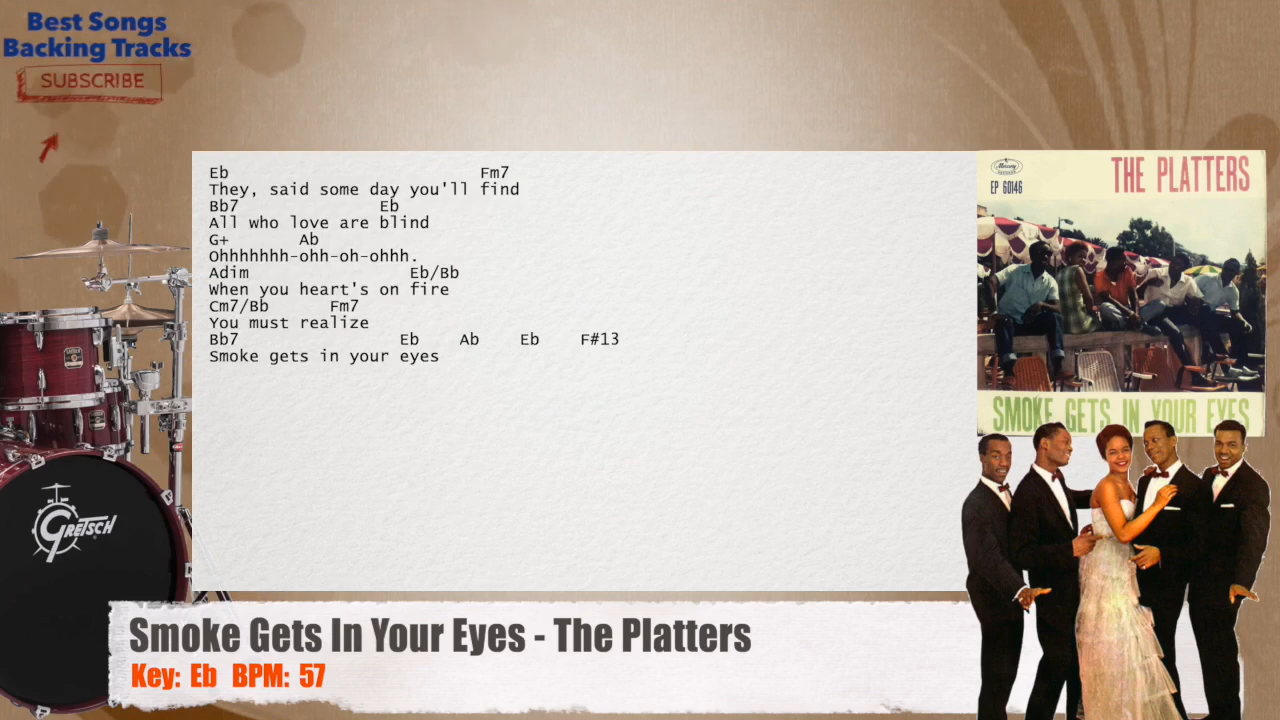 Best Songs
Backing Tracks
SUBSCRIBE
Eb                         Fm7
They, said some day you'll find
Bb7              Eb
All who love are blind
G+       Ab
Ohhhhhhh-ohh-oh-ohhh.
Adim                Eb/Bb
When you heart's on fire
Cm7/Bb      Fm7
You must realize
Bb7                Eb    Ab    Eb    F#13
Smoke gets in your eyes
Mercury
EP 60146
THE PLATTERS
SMOKE GETS IN YOUR EYES
GRETSCH
Smoke Gets In Your Eyes - The Platters
Key: Eb  BPM: 57